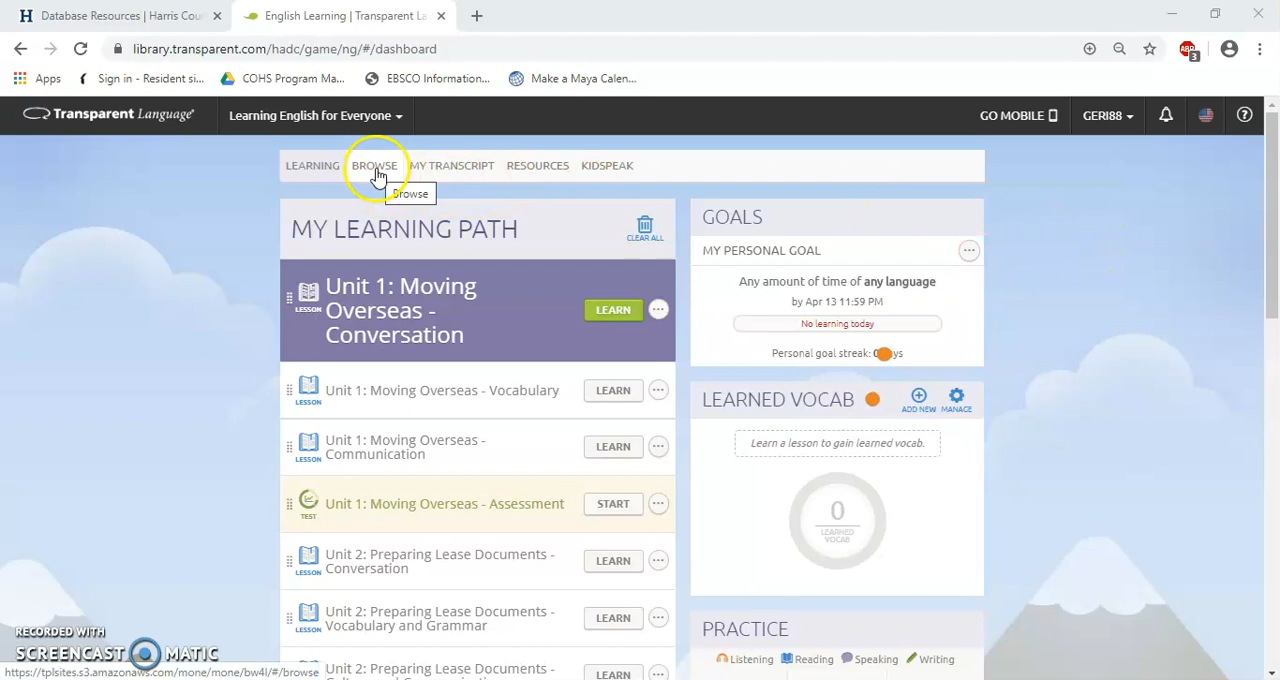 Database Resources | Harris Cou
English Learning | Transparent La
library.transparent.com/hadc/game/ng/#/dashboard
3
Apps
Sign in - Resident si...
COHS Program Ma...
EBSCO Information...
Make a Maya Calen...
Transparent Language
Learning English for Everyone
GO MOBILE
GERI88
LEARNING
BROWSE
MY TRANSCRIPT
RESOURCES
KIDSPEAK
Browse
MY LEARNING PATH
CLEAR ALL
LESSON
Unit 1: Moving
Overseas -
Conversation
LEARN
LESSON
Unit 1: Moving Overseas - Vocabulary
LEARN
LESSON
Unit 1: Moving Overseas -
Communication
LEARN
TEST
Unit 1: Moving Overseas - Assessment
START
LESSON
Unit 2: Preparing Lease Documents -
Conversation
LEARN
LESSON
Unit 2: Preparing Lease Documents -
Vocabulary and Grammar
LEARN
Unit 2: Preparing Lease Documents -
LEARN
GOALS
MY PERSONAL GOAL
Any amount of time of any language
by Apr 13 11:59 PM
No learning today
Personal goal streak:
LEARNED VOCAB
ADD NEW
MANAGE
Learn a lesson to gain learned vocab.
0
LEARNED
VOCAB
PRACTICE
Listening
Reading
Speaking
Writing
RECORDED WITH
SCREENCAST MATIC
https://tplsites.s3.amazonaws.com/mone/mone/bw4l/#/browse